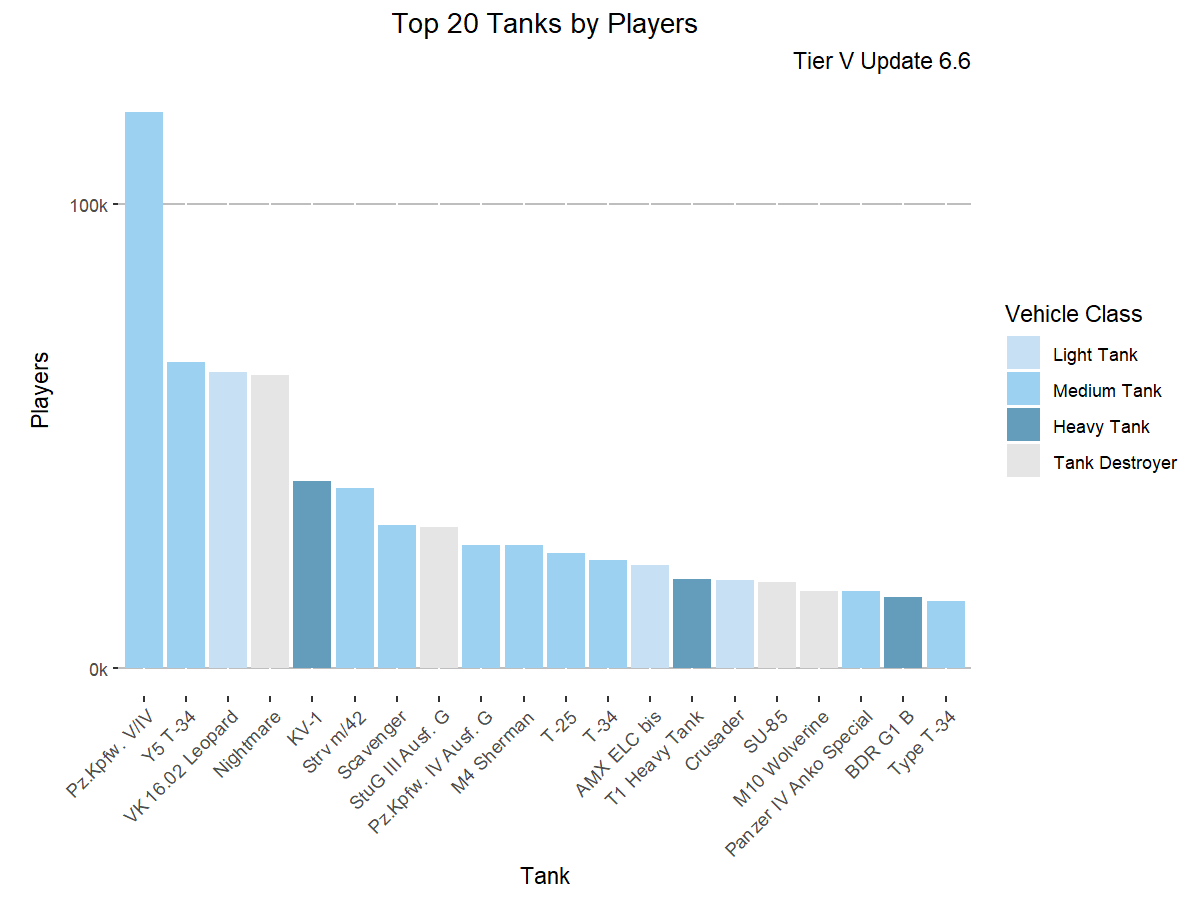 Top 20 Tanks by Players
Tier V Update 6.6
Players
100k
0k
Pz.Kpfw. V/IV
Y5 T-34
VK 16.02 Leopard
Nightmare
KV-1
Strv m/42
Scavenger
StuG III Ausf. G
Pz.Kpfw. IV Ausf. G
M4 Sherman
T-25
T-34
AMX ELC bis
T1 Heavy Tank
Crusader
SU-85
M10 Wolverine
Panzer IV Anko Special
BDR G1 B
Type T-34
Tank
Vehicle Class
Light Tank
Medium Tank
Heavy Tank
Tank Destroyer